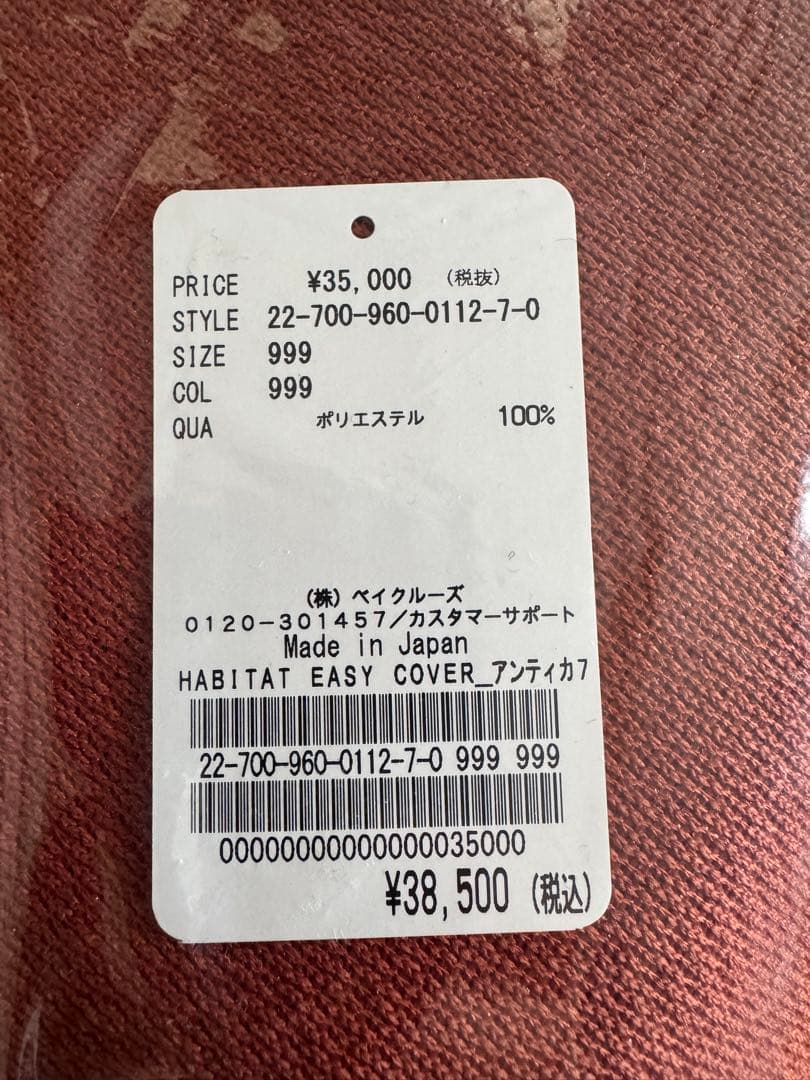 PRICE ¥35,000 (税抜)
STYLE 22-700-960-0112-7-0
SIZE 999
COL 999
QUA ポリエステル 100%
(株) ベイクルーズ
0120-301457/カスタマーサポート
Made in Japan
HABITAT EASY COVER_アンティカ7
22-700-960-0112-7-0 999 999
00000000000000035000
¥38,500 (税込)